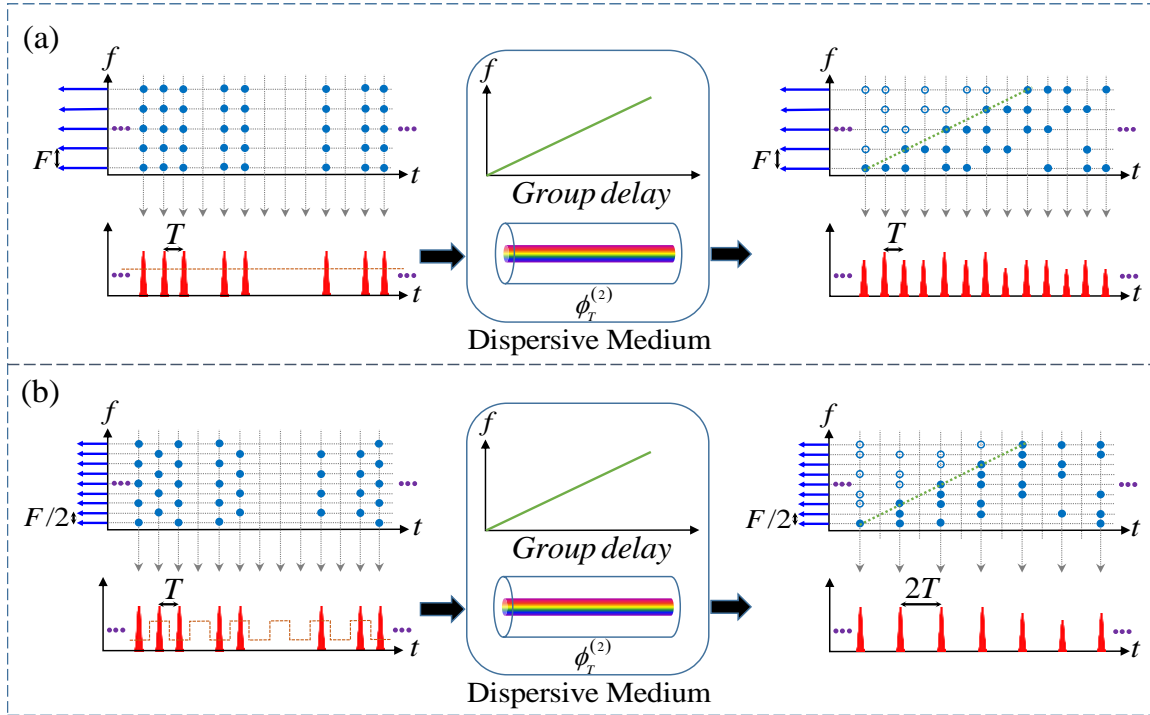 (a)
f
F
t
T
t
f
Group delay
ϕ_T^(2)
Dispersive Medium
f
F
t
T
t
(b)
f
F/2
t
T
t
f
Group delay
ϕ_T^(2)
Dispersive Medium
f
F/2
t
2T
t